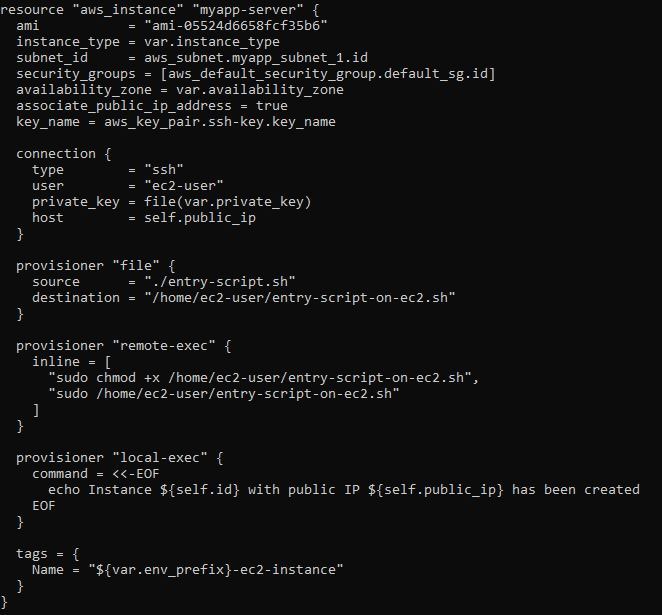 resource "aws_instance" "myapp-server" {
  ami           = "ami-05524d6658fcf35b6"
  instance_type = var.instance_type
  subnet_id     = aws_subnet.myapp_subnet_1.id
  security_groups = [aws_default_security_group.default_sg.id]
  availability_zone = var.availability_zone
  associate_public_ip_address = true
  key_name = aws_key_pair.ssh-key.key_name

  connection {
    type        = "ssh"
    user        = "ec2-user"
    private_key = file(var.private_key)
    host        = self.public_ip
  }

  provisioner "file" {
    source      = "./entry-script.sh"
    destination = "/home/ec2-user/entry-script-on-ec2.sh"
  }

  provisioner "remote-exec" {
    inline = [
      "sudo chmod +x /home/ec2-user/entry-script-on-ec2.sh",
      "sudo /home/ec2-user/entry-script-on-ec2.sh"
    ]
  }

  provisioner "local-exec" {
    command = <<-EOF
      echo Instance ${self.id} with public IP ${self.public_ip} has been created
    EOF
  }

  tags = {
    Name = "${var.env_prefix}-ec2-instance"
  }
}